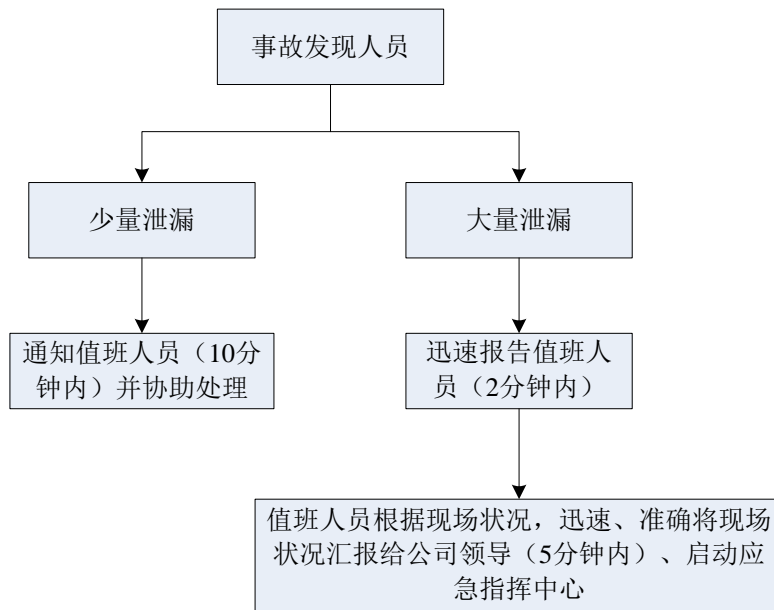 事故发现人员
少量泄漏
大量泄漏
通知值班人员（10分
钟内）并协助处理
迅速报告值班人
员（2分钟内）
值班人员根据现场状况，迅速、准确将现场
状况汇报给公司领导（5分钟内）、启动应
急指挥中心